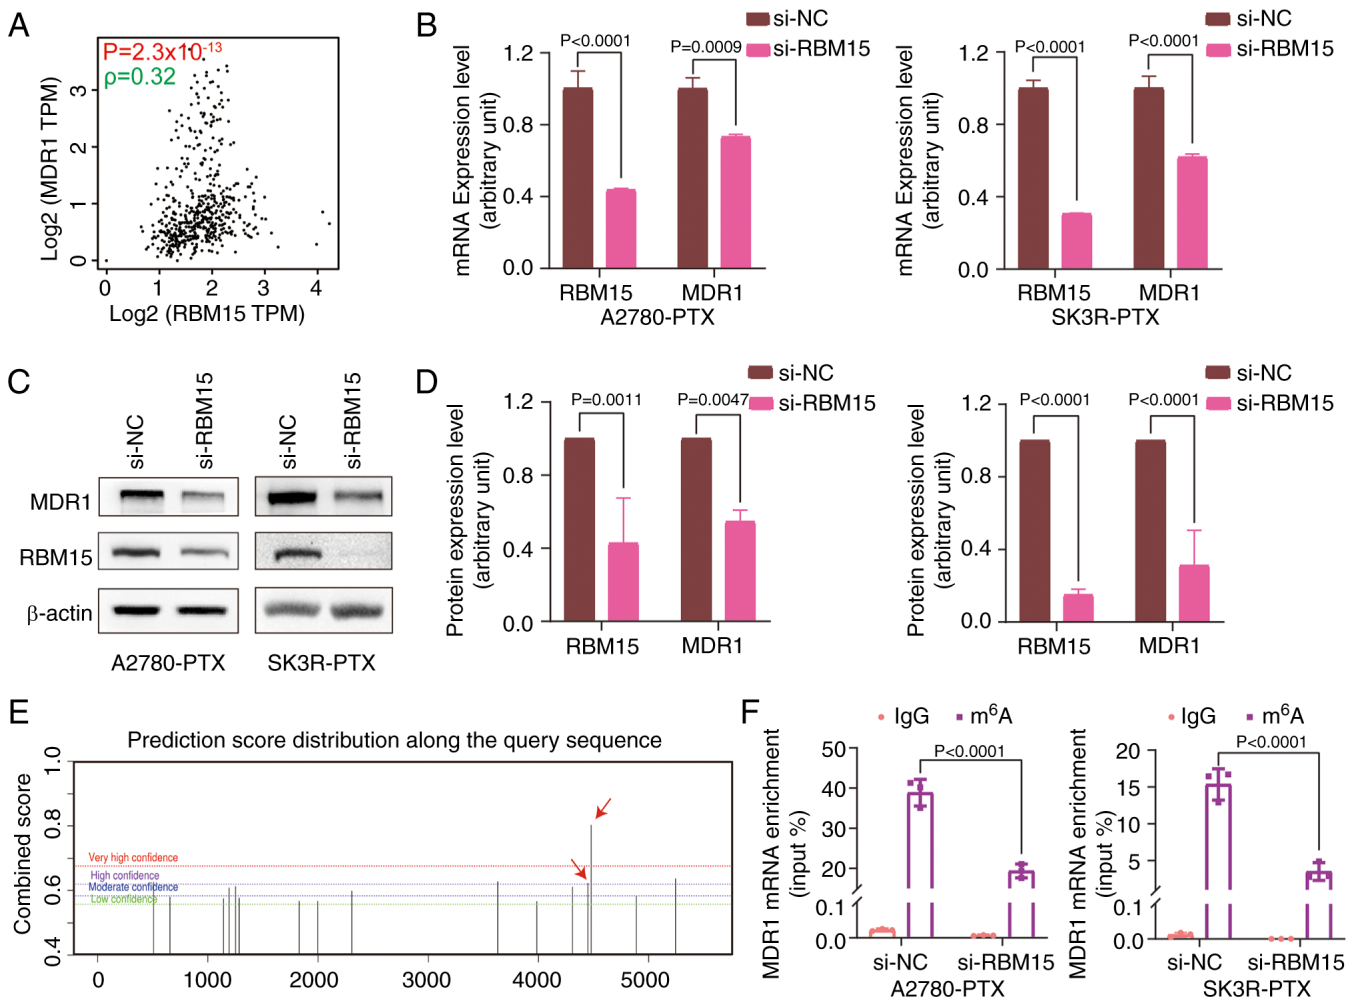 A
P=2.3x10-13
ρ=0.32
Log2 (MDR1 TPM)
3
2
1
0
0 1 2 3 4
Log2 (RBM15 TPM)
B
si-NC
si-RBM15
mRNA Expression level
(arbitrary unit)
1.2
0.8
0.4
0.0
P<0.0001
P=0.0009
RBM15 MDR1
A2780-PTX
si-NC
si-RBM15
mRNA Expression level
(arbitrary unit)
1.2
0.8
0.4
0.0
P<0.0001
P<0.0001
RBM15 MDR1
SK3R-PTX
C
si-NC si-RBM15 si-NC si-RBM15
MDR1
RBM15
β-actin
A2780-PTX SK3R-PTX
D
si-NC
si-RBM15
Protein expression level
(arbitrary unit)
1.2
0.8
0.4
0.0
P=0.0011
P=0.0047
RBM15 MDR1
si-NC
si-RBM15
Protein expression level
(arbitrary unit)
1.2
0.8
0.4
0.0
P<0.0001
P<0.0001
RBM15 MDR1
E
Prediction score distribution along the query sequence
Combined score
1.0
0.8
0.6
0.4
Very high confidence
High confidence
Moderate confidence
Low confidence
0 1000 2000 3000 4000 5000
F
IgG m6A
MDR1 mRNA enrichment
(input %)
50
40
30
20
0.1
0.0
P<0.0001
si-NC si-RBM15
A2780-PTX
IgG m6A
MDR1 mRNA enrichment
(input %)
20
15
10
5
0.1
0.0
P<0.0001
si-NC si-RBM15
SK3R-PTX